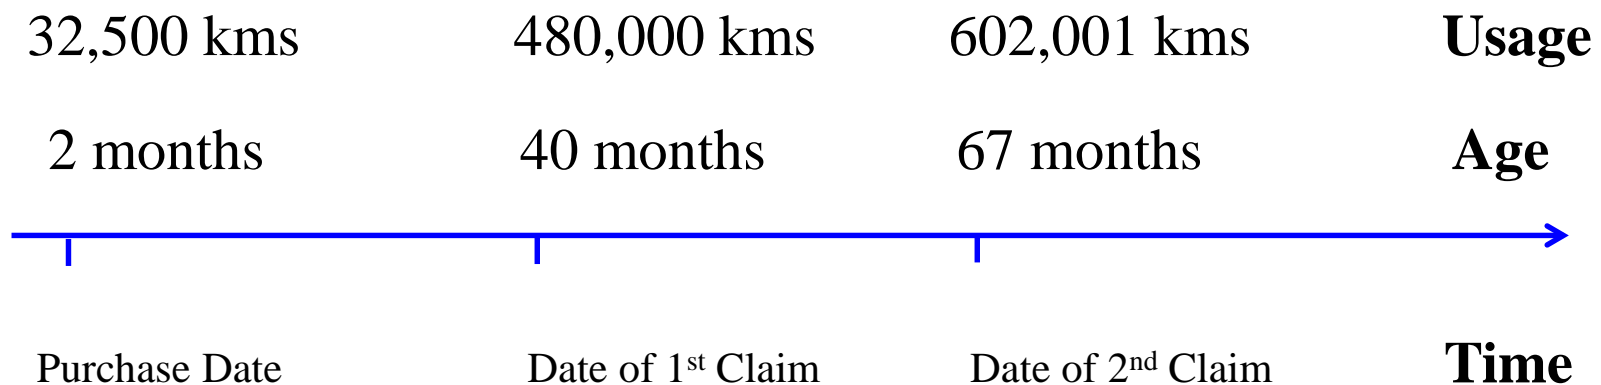 32,500 kms 480,000 kms 602,001 kms Usage
2 months 40 months 67 months Age
Purchase Date Date of 1st Claim Date of 2nd Claim Time